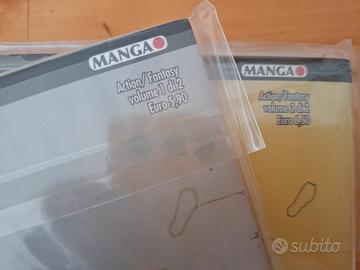 MANGA
Action/Fantasy
volume 1 di 2
Euro 5,90
MANGA
Action/Fantasy
volume 2 di 2
Euro 6,50
subito